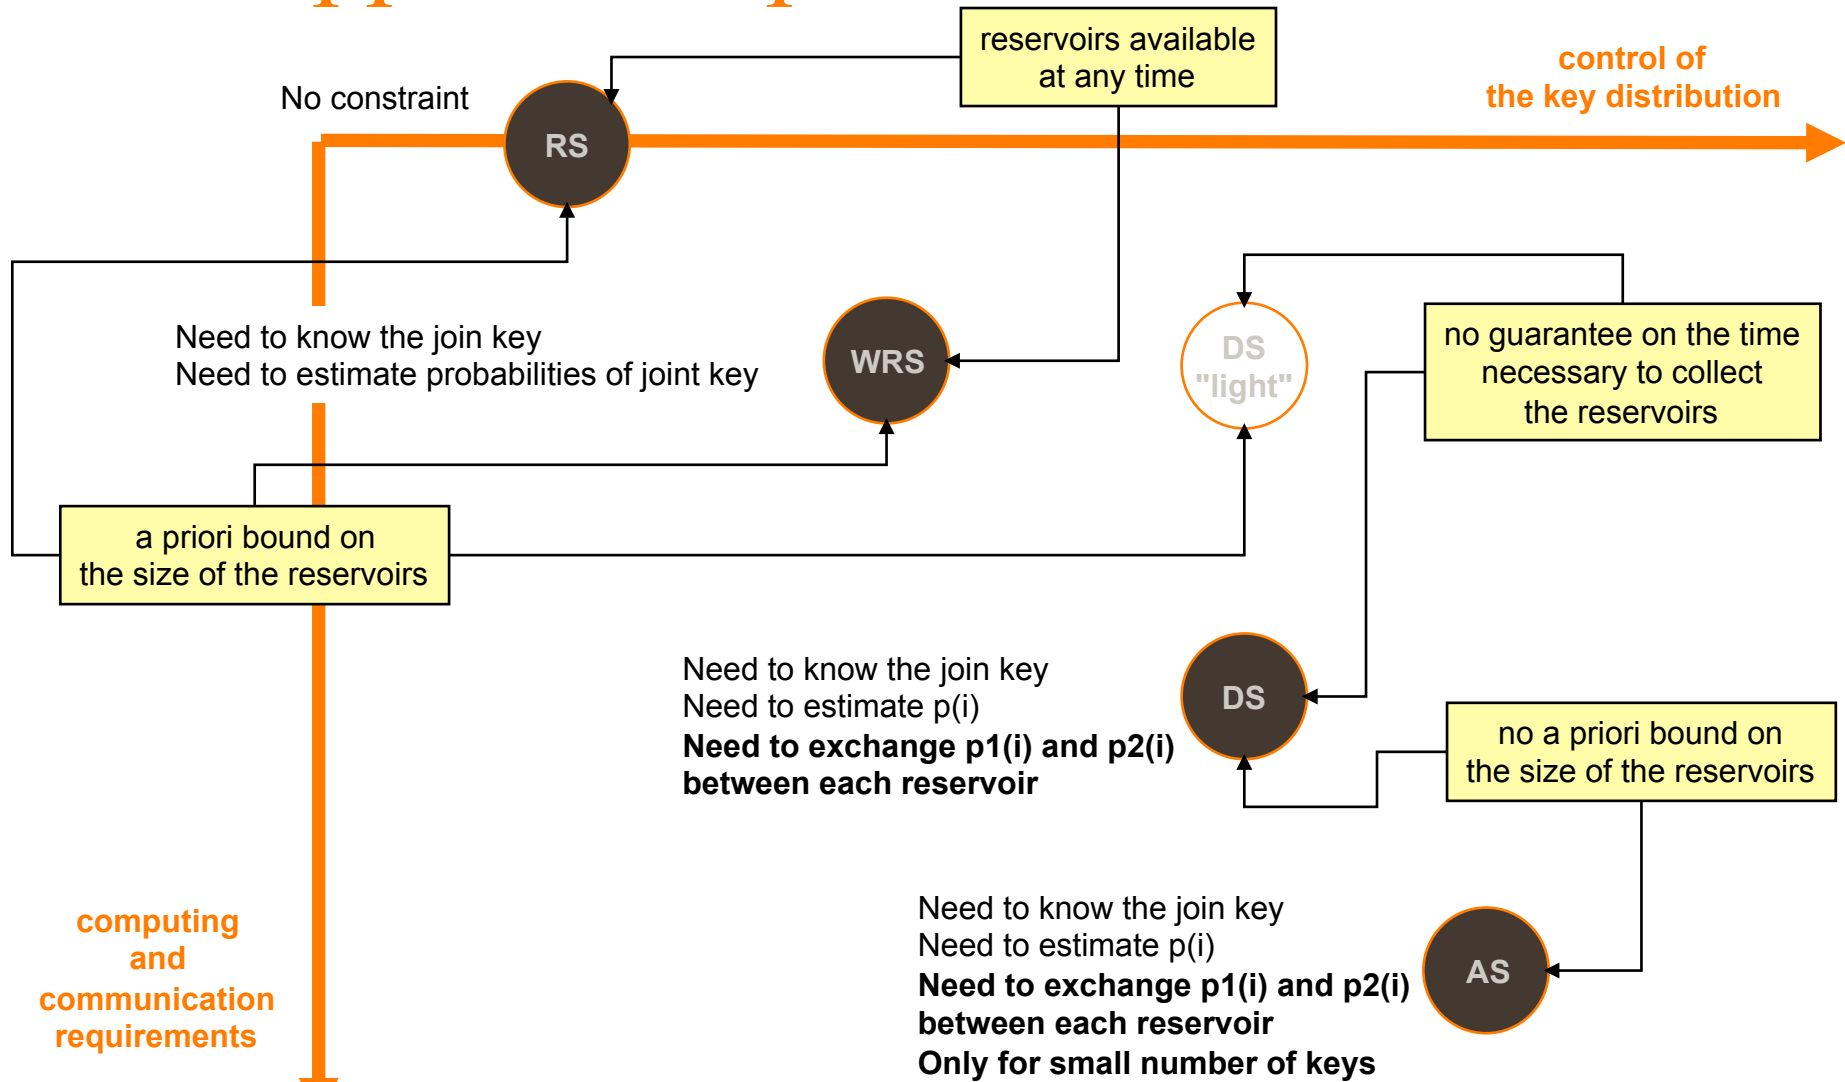 reservoirs available
at any time
control of
the key distribution
No constraint
RS
Need to know the join key
Need to estimate probabilities of joint key
WRS
DS
"light"
no guarantee on the time
necessary to collect
the reservoirs
a priori bound on
the size of the reservoirs
Need to know the join key
Need to estimate p(i)
Need to exchange p1(i) and p2(i)
between each reservoir
DS
no a priori bound on
the size of the reservoirs
computing
and
communication
requirements
Need to know the join key
Need to estimate p(i)
Need to exchange p1(i) and p2(i)
between each reservoir
Only for small number of keys
AS